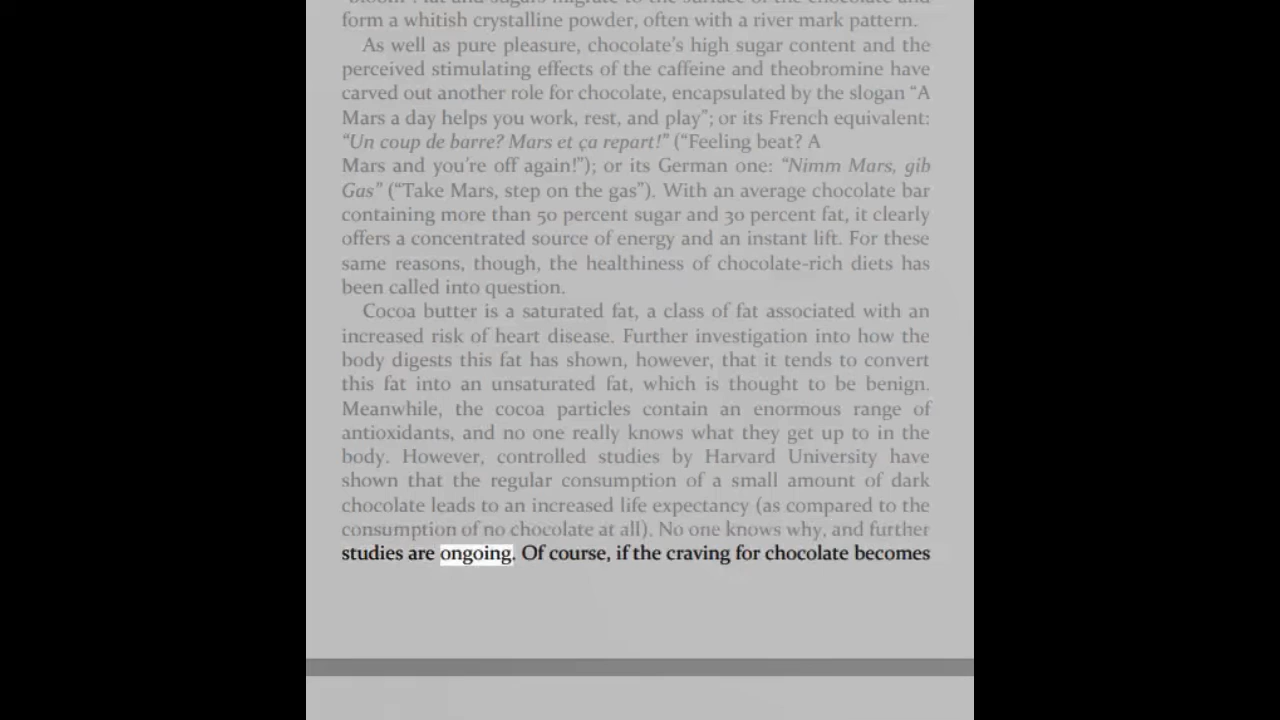 form a whitish crystalline powder, often with a river mark pattern.
As well as pure pleasure, chocolate’s high sugar content and the
perceived stimulating effects of the caffeine and theobromine have
carved out another role for chocolate, encapsulated by the slogan “A
Mars a day helps you work, rest, and play”; or its French equivalent:
“Un coup de barre? Mars et ça repart!” (“Feeling beat? A
Mars and you’re off again!”); or its German one: “Nimm Mars, gib
Gas” (“Take Mars, step on the gas”). With an average chocolate bar
containing more than 50 percent sugar and 30 percent fat, it clearly
offers a concentrated source of energy and an instant lift. For these
same reasons, though, the healthiness of chocolate-rich diets has
been called into question.
Cocoa butter is a saturated fat, a class of fat associated with an
increased risk of heart disease. Further investigation into how the
body digests this fat has shown, however, that it tends to convert
this fat into an unsaturated fat, which is thought to be benign.
Meanwhile, the cocoa particles contain an enormous range of
antioxidants, and no one really knows what they get up to in the
body. However, controlled studies by Harvard University have
shown that the regular consumption of a small amount of dark
chocolate leads to an increased life expectancy (as compared to the
consumption of no chocolate at all). No one knows why, and further
studies are ongoing. Of course, if the craving for chocolate becomes